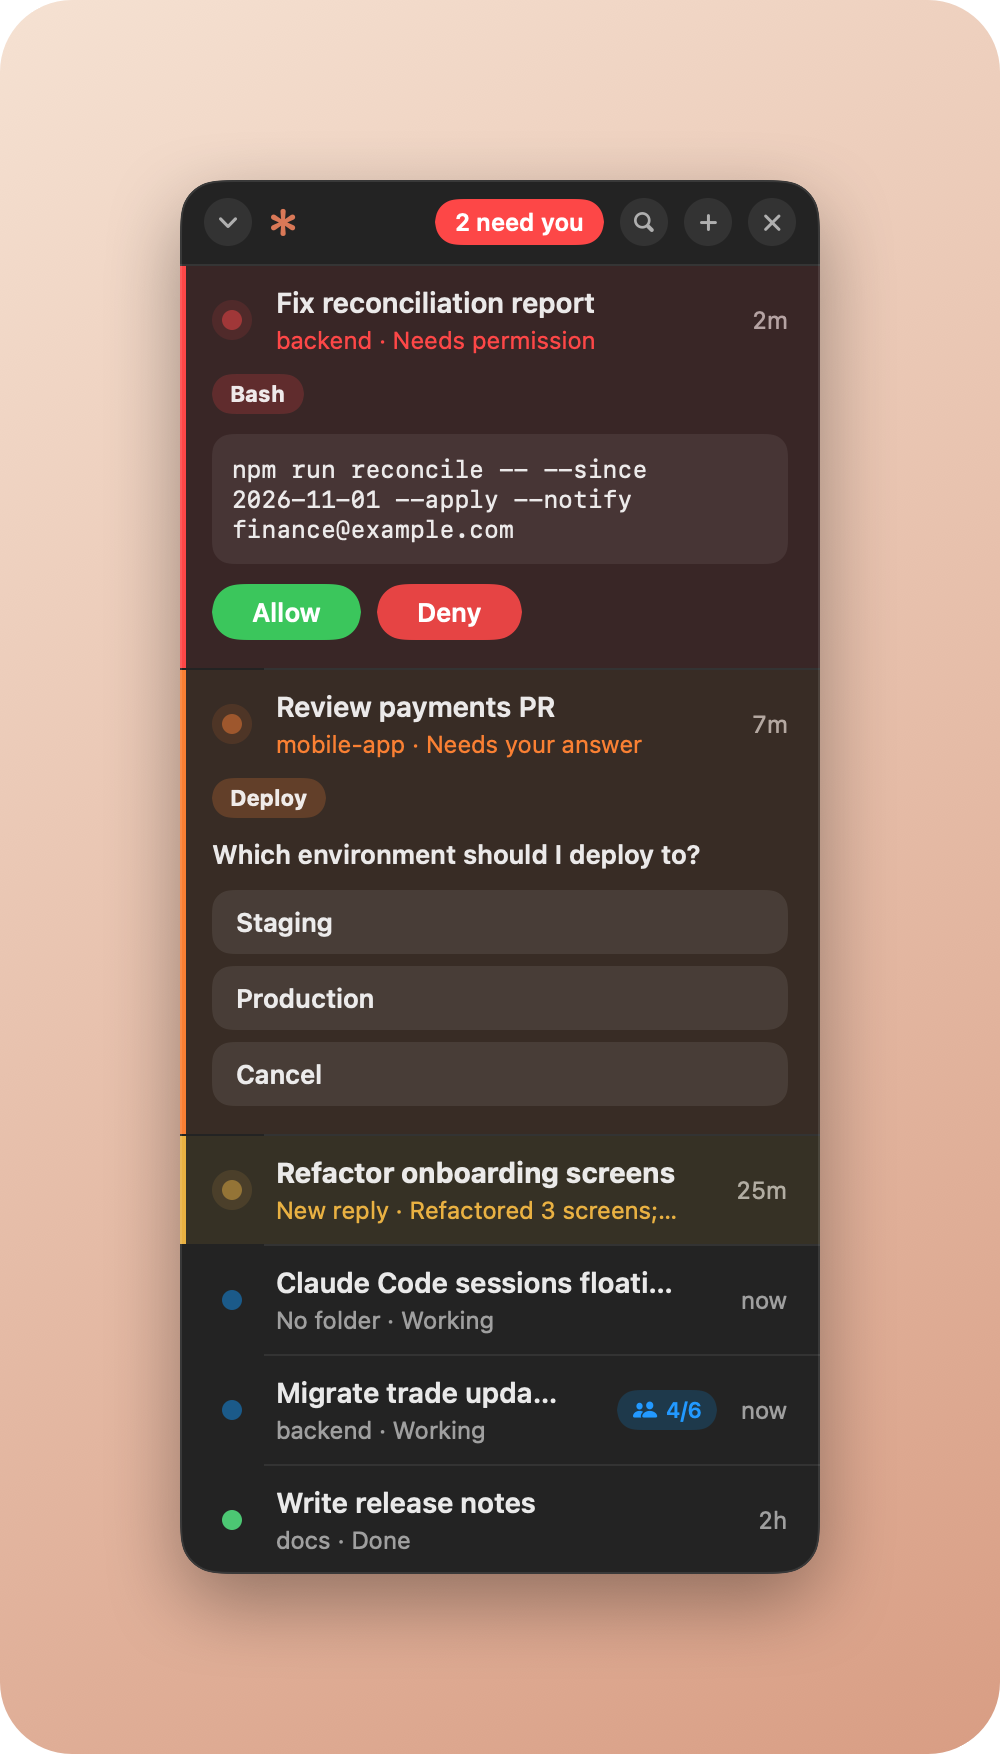 2 need you
Fix reconciliation report
2m
backend · Needs permission
Bash
npm run reconcile -- --since
2026-11-01 --apply --notify
finance@example.com
Allow
Deny
Review payments PR
7m
mobile-app · Needs your answer
Deploy
Which environment should I deploy to?
Staging
Production
Cancel
Refactor onboarding screens
25m
New reply · Refactored 3 screens;...
Claude Code sessions floati...
now
No folder · Working
Migrate trade upda...
4/6
now
backend · Working
Write release notes
2h
docs · Done